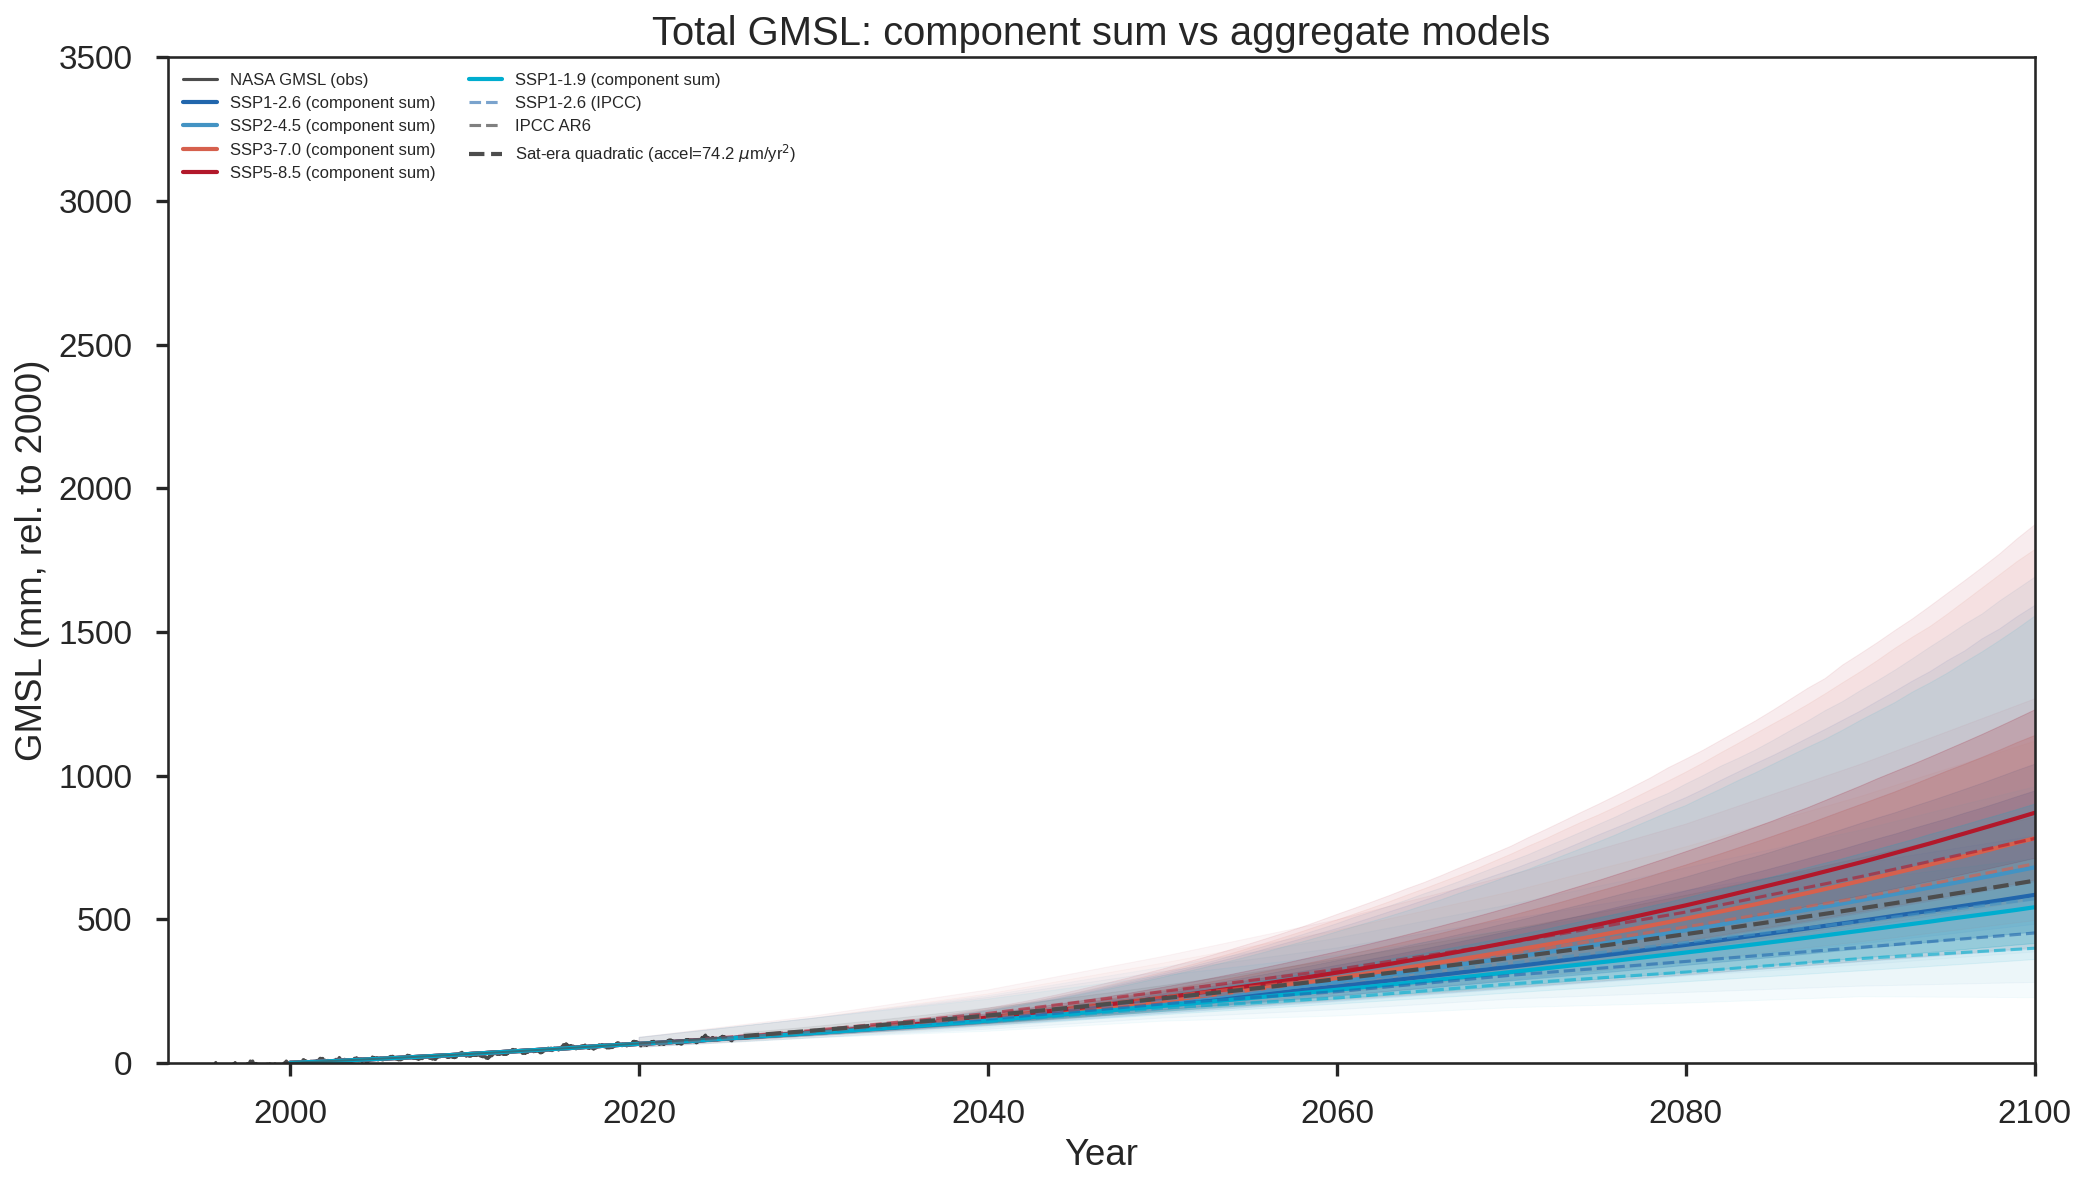 Total GMSL: component sum vs aggregate models
NASA GMSL (obs)
SSP1-2.6 (component sum)
SSP2-4.5 (component sum)
SSP3-7.0 (component sum)
SSP5-8.5 (component sum)
SSP1-1.9 (component sum)
SSP1-2.6 (IPCC)
IPCC AR6
Sat-era quadratic (accel=74.2 μm/yr²)
GMSL (mm, rel. to 2000)
3500
3000
2500
2000
1500
1000
500
0
2000 2020 2040 2060 2080 2100
Year